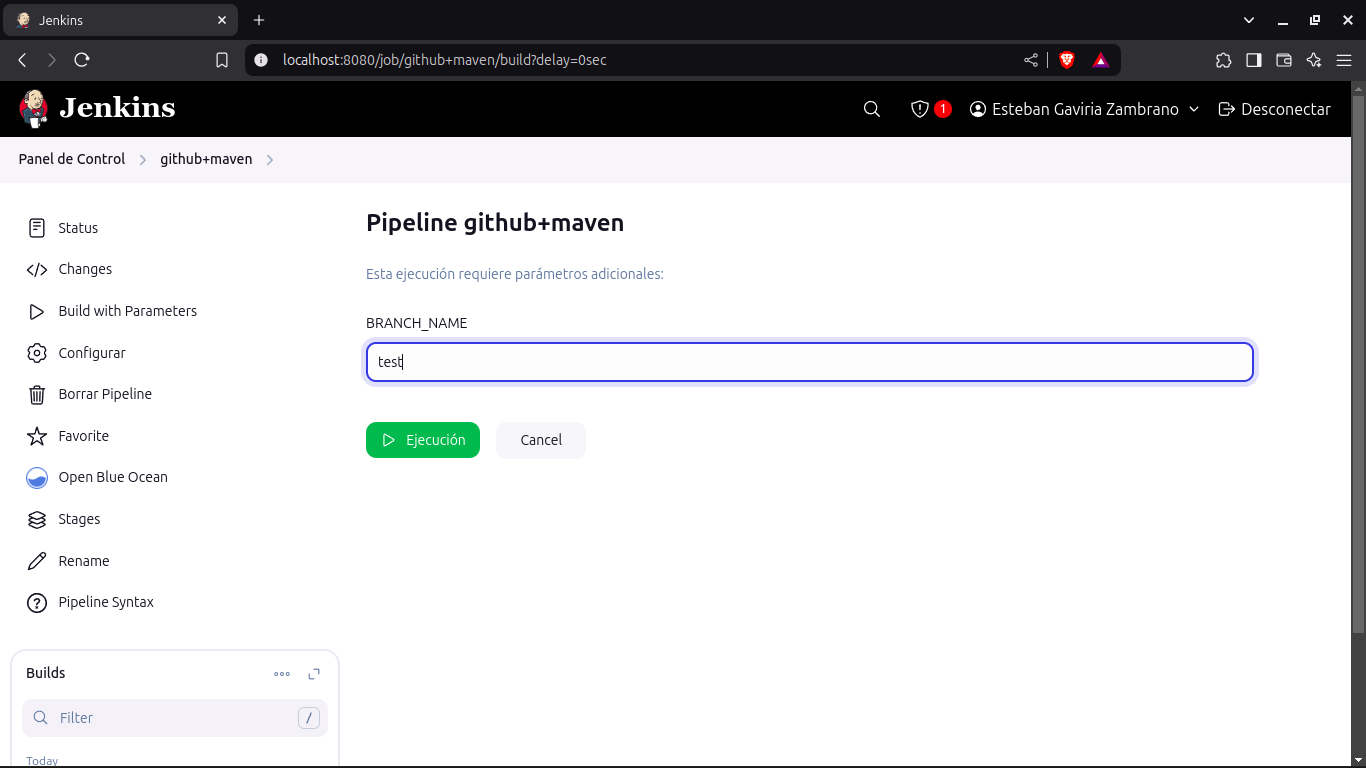 Jenkins
localhost:8080/job/github+maven/build?delay=0sec
Jenkins
1
Esteban Gaviria Zambrano
Desconectar
Panel de Control
github+maven
Status
Changes
Build with Parameters
Configurar
Borrar Pipeline
Favorite
Open Blue Ocean
Stages
Rename
Pipeline Syntax
Builds
Filter
/
Today
Pipeline github+maven
Esta ejecución requiere parámetros adicionales:
BRANCH_NAME
test
Ejecución
Cancel